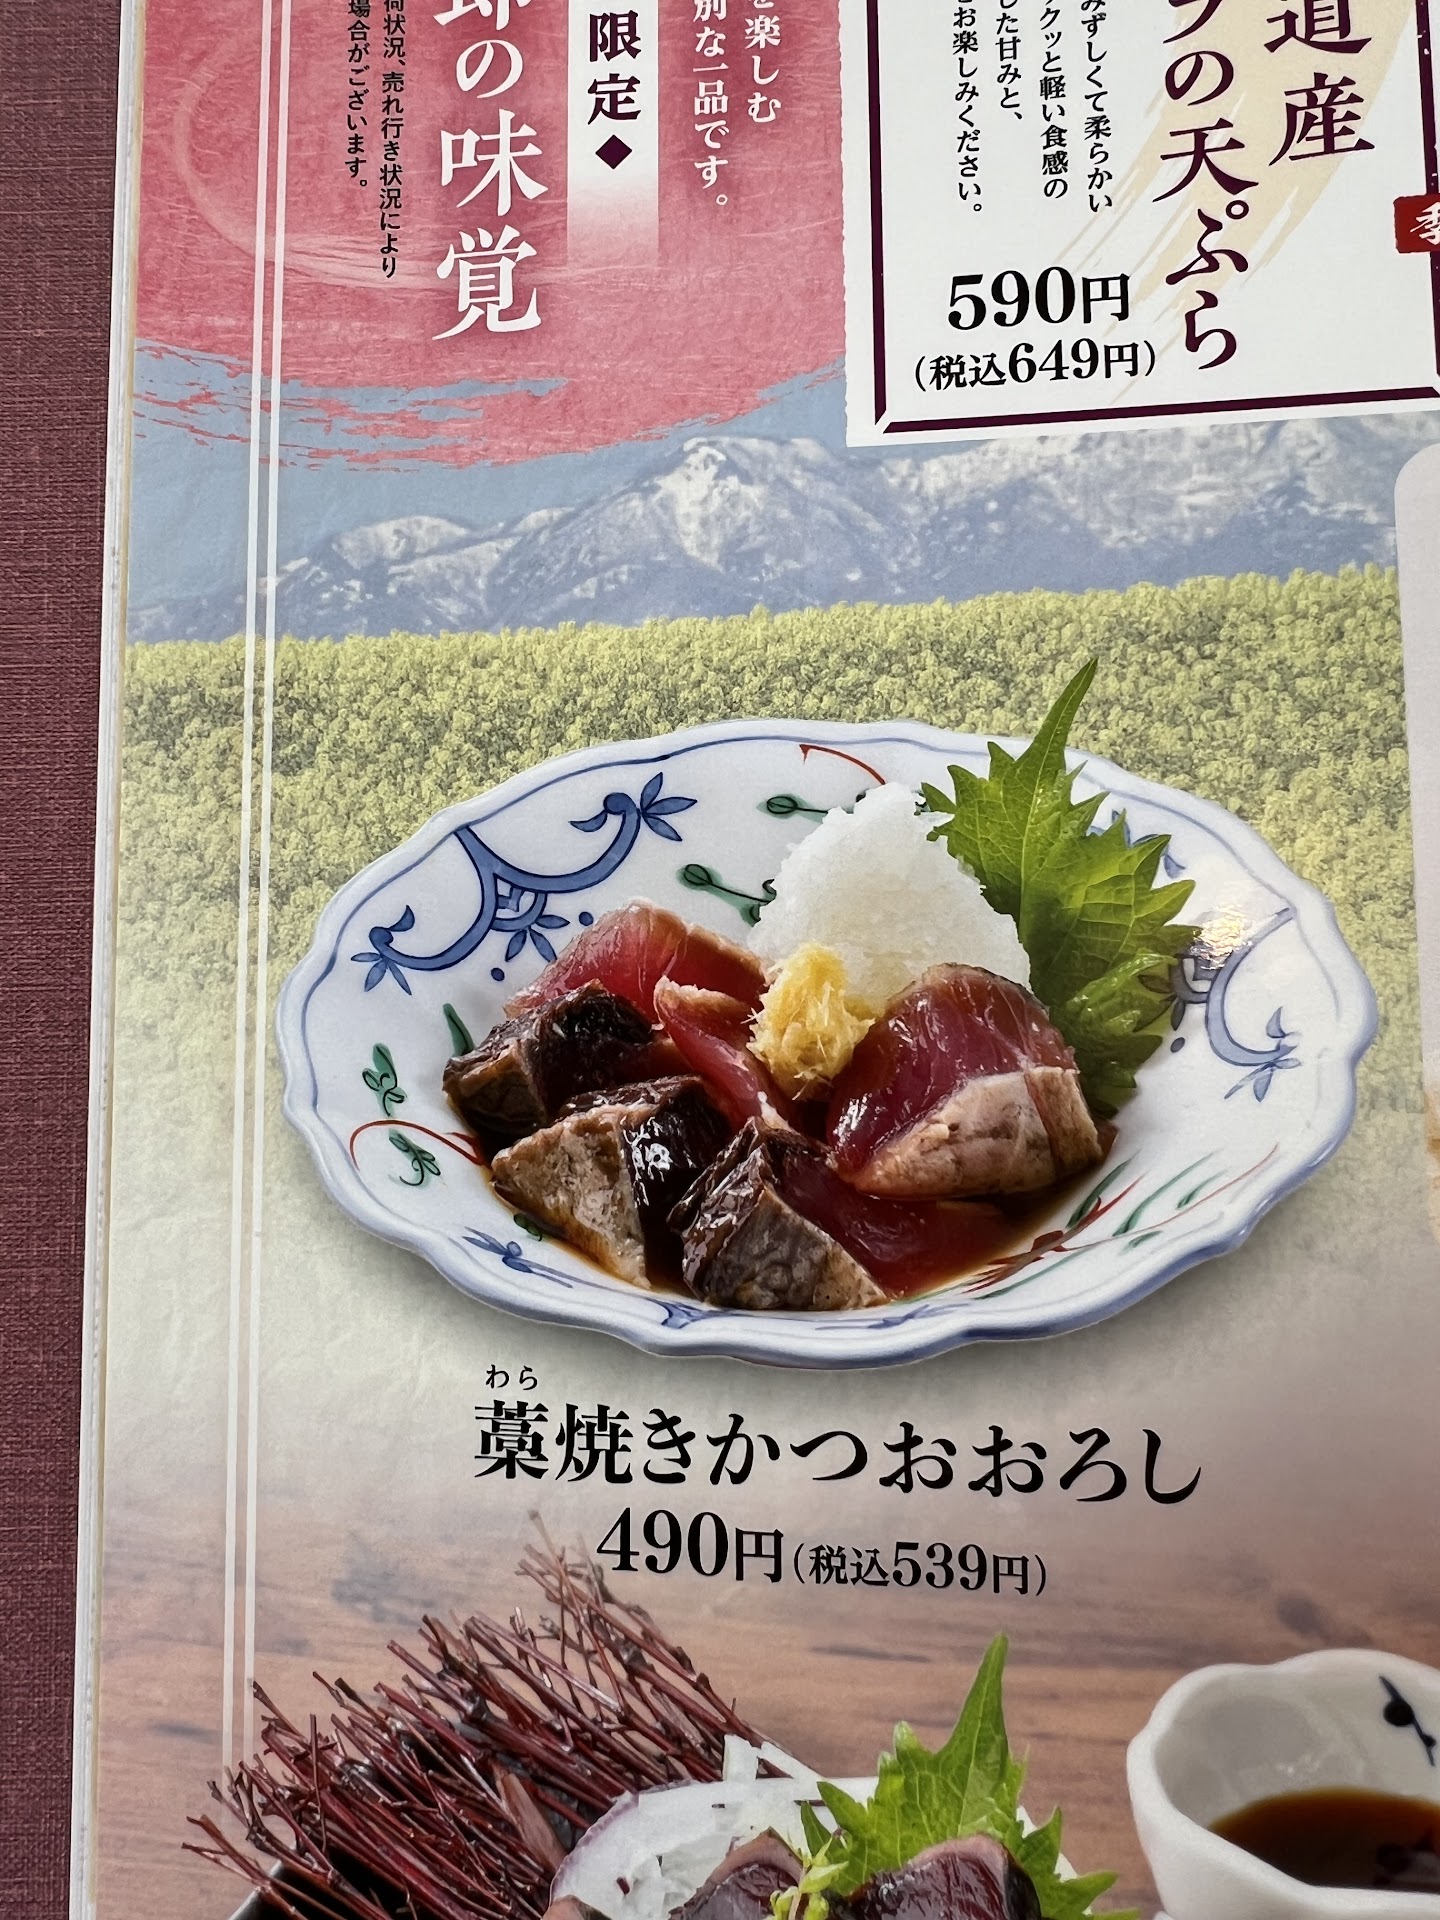 道産
の天ぷら
みずしくて柔らかい
クッと軽い食感の
した甘みと、
お楽しみください。
590円
(税込649円)
季
を楽しむ
別な一品です。
限定◆
の味覚
荷状況、売れ行き状況により
場合がございます。
わら
藁焼きかつおおろし
490円(税込539円)